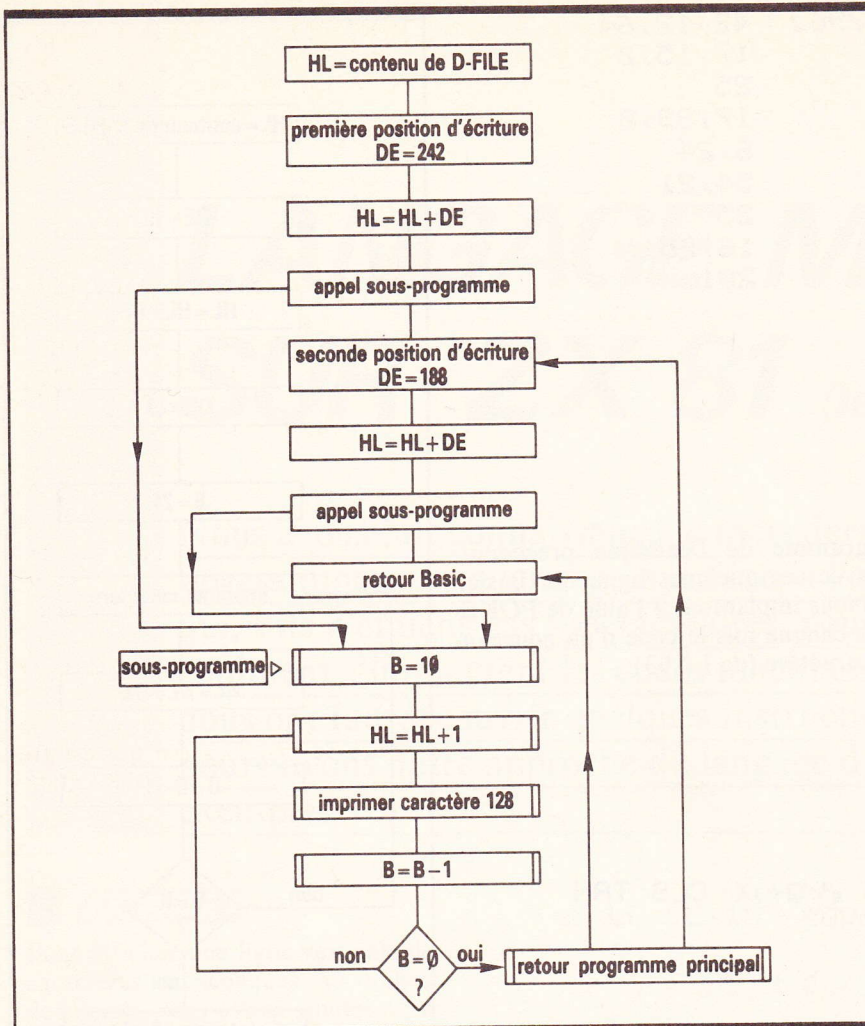 HL=contenu de D-FILE
première position d'écriture
DE=242
HL=HL+DE
appel sous-programme
seconde position d'écriture
DE=188
HL=HL+DE
appel sous-programme
retour Basic
sous-programme
B=10
HL=HL+1
imprimer caractère 128
B=B-1
non
B=0
?
oui
retour programme principal